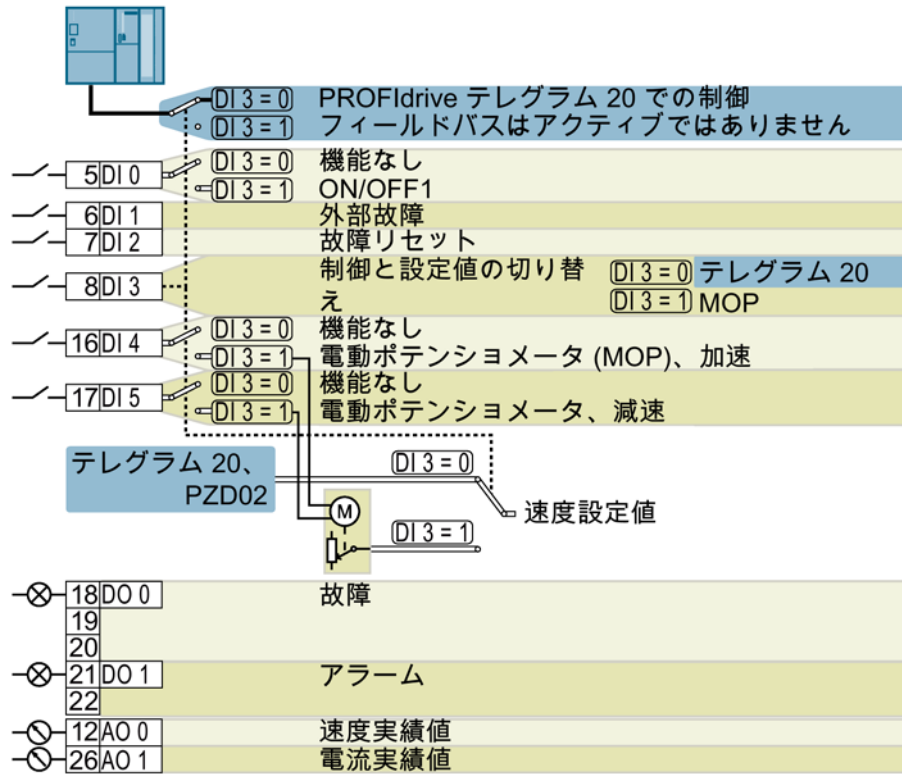 DI 3 = 0 PROFIdrive テレグラム 20 での制御
DI 3 = 1 フィールドバスはアクティブではありません
5 DI 0 DI 3 = 0 機能なし
DI 3 = 1 ON/OFF1
6 DI 1 外部故障
7 DI 2 故障リセット
8 DI 3 制御と設定値の切り替え DI 3 = 0 テレグラム 20
DI 3 = 1 MOP
16 DI 4 DI 3 = 0 機能なし
DI 3 = 1 電動ポテンショメータ (MOP)、加速
17 DI 5 DI 3 = 0 機能なし
DI 3 = 1 電動ポテンショメータ、減速
テレグラム 20、
PZD02
DI 3 = 0
M
速度設定値
DI 3 = 1
18 DO 0 故障
19
20
21 DO 1 アラーム
22
12 AO 0 速度実績値
26 AO 1 電流実績値